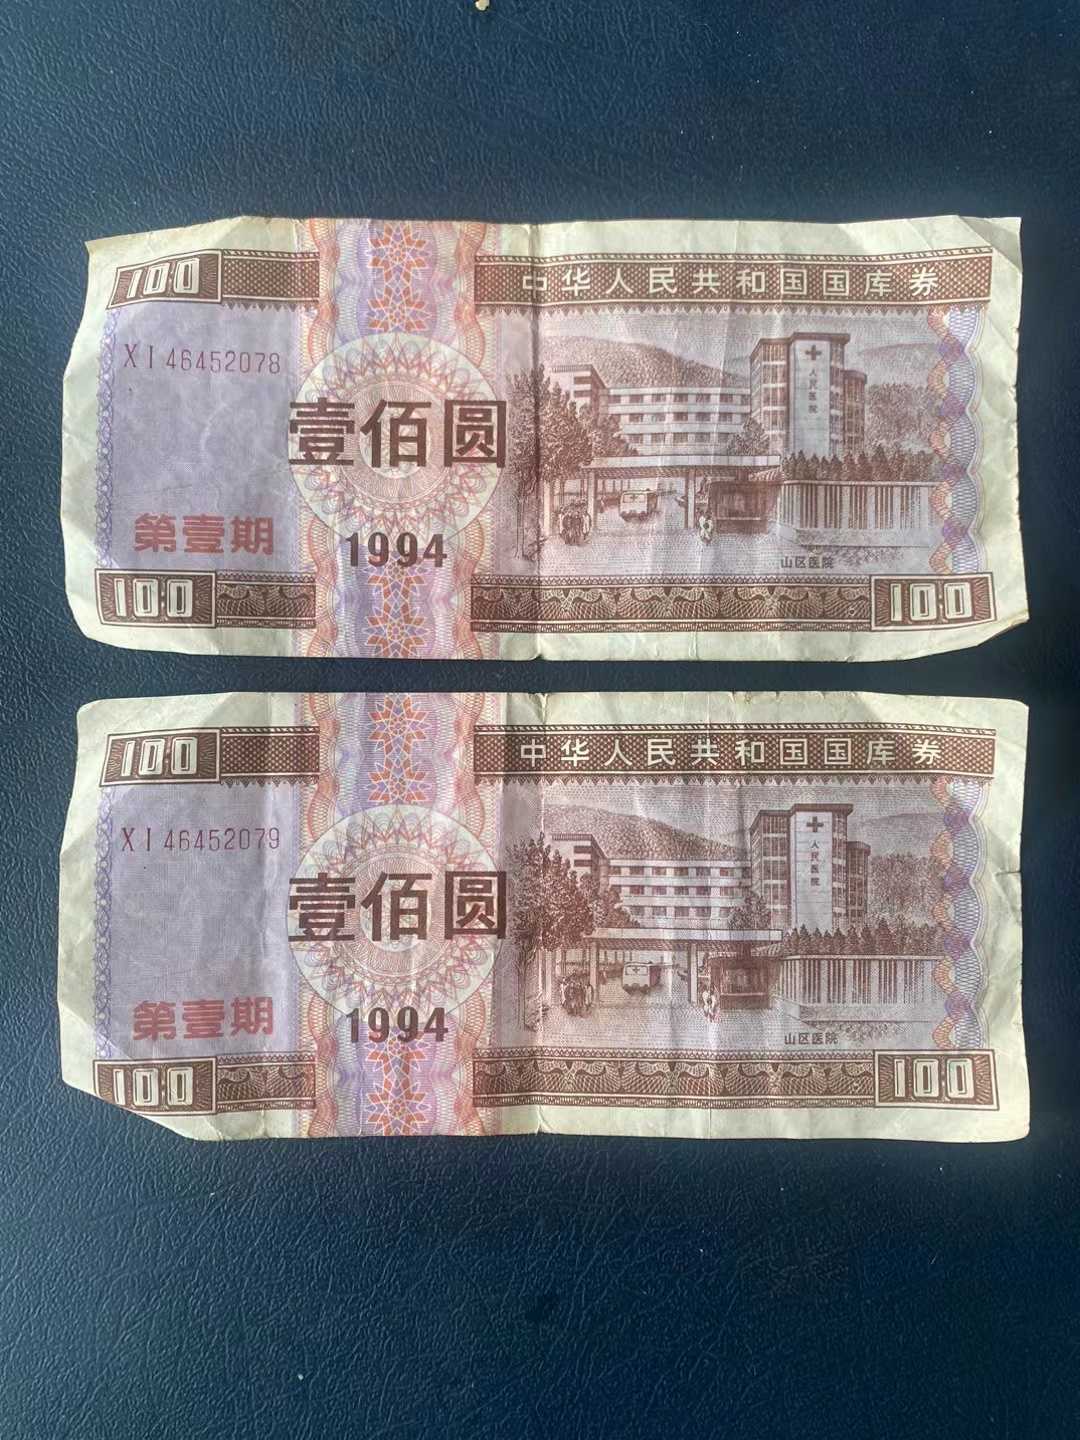 100
中华人民共和国国库券
XI46452078
人民医院
壹佰圆
第壹期
1994
山区医院
100
100
100
中华人民共和国国库券
XI46452079
人民医院
壹佰圆
第壹期
1994
山区医院
100
100